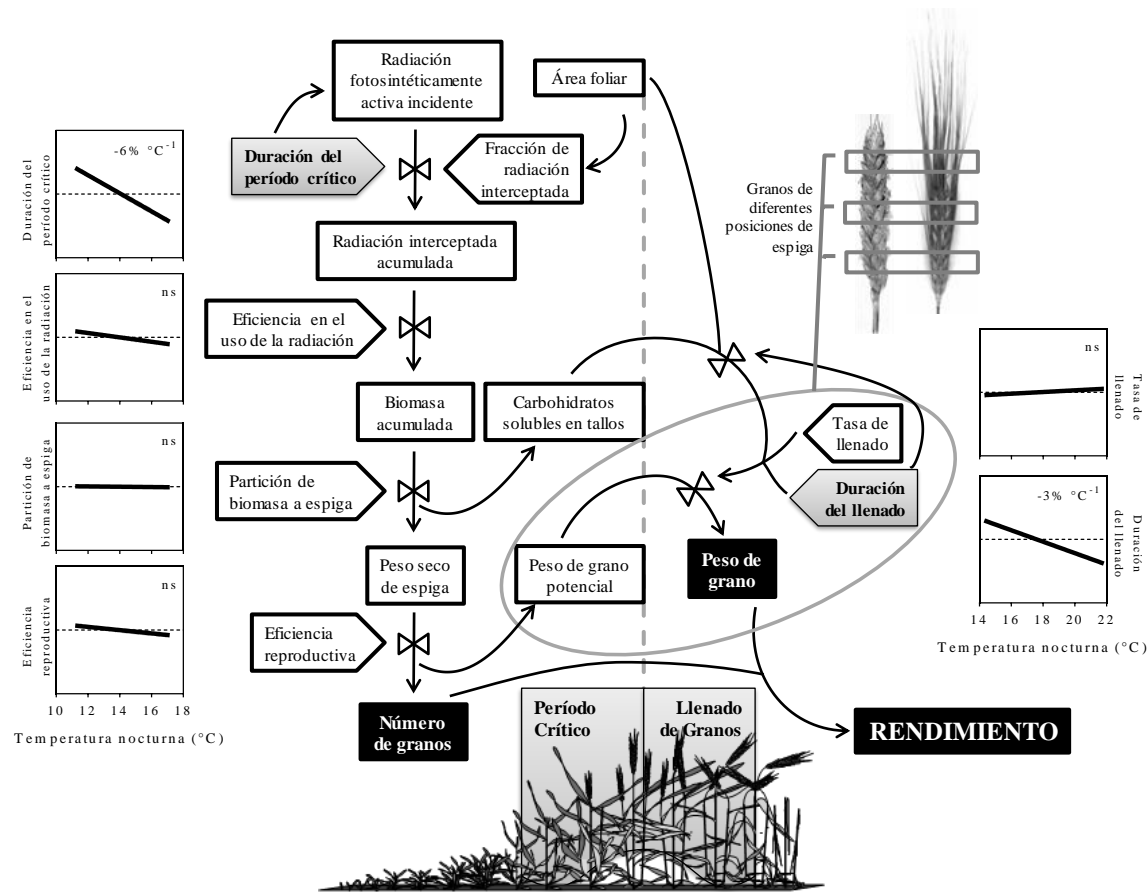 Radiación
fotosintéticamente
activa incidente
Área foliar
Duración del
período crítico
Fracción de
radiación
interceptada
Radiación interceptada
acumulada
Eficiencia en el
uso de la radiación
Biomasa
acumulada
Carbohidratos
solubles en tallos
Partición de
biomasa a espiga
Peso seco
de espiga
Peso de grano
potencial
Eficiencia
reproductiva
Número
de granos
Tasa de
llenado
Duración
del llenado
Peso de
grano
RENDIMIENTO
Período
Crítico
Llenado
de Granos
Granos de
diferentes
posiciones de
espiga
Duración del
período crítico
-6% °C-1
Eficiencia en el
uso de la radiación
ns
Partición de
biomasa a espiga
ns
Eficiencia
reproductiva
ns
10 12 14 16 18
Temperatura nocturna (°C)
ns
Tasa de
llenado
-3% °C-1
Duración
del llenado
14 16 18 20 22
Temperatura nocturna (°C)